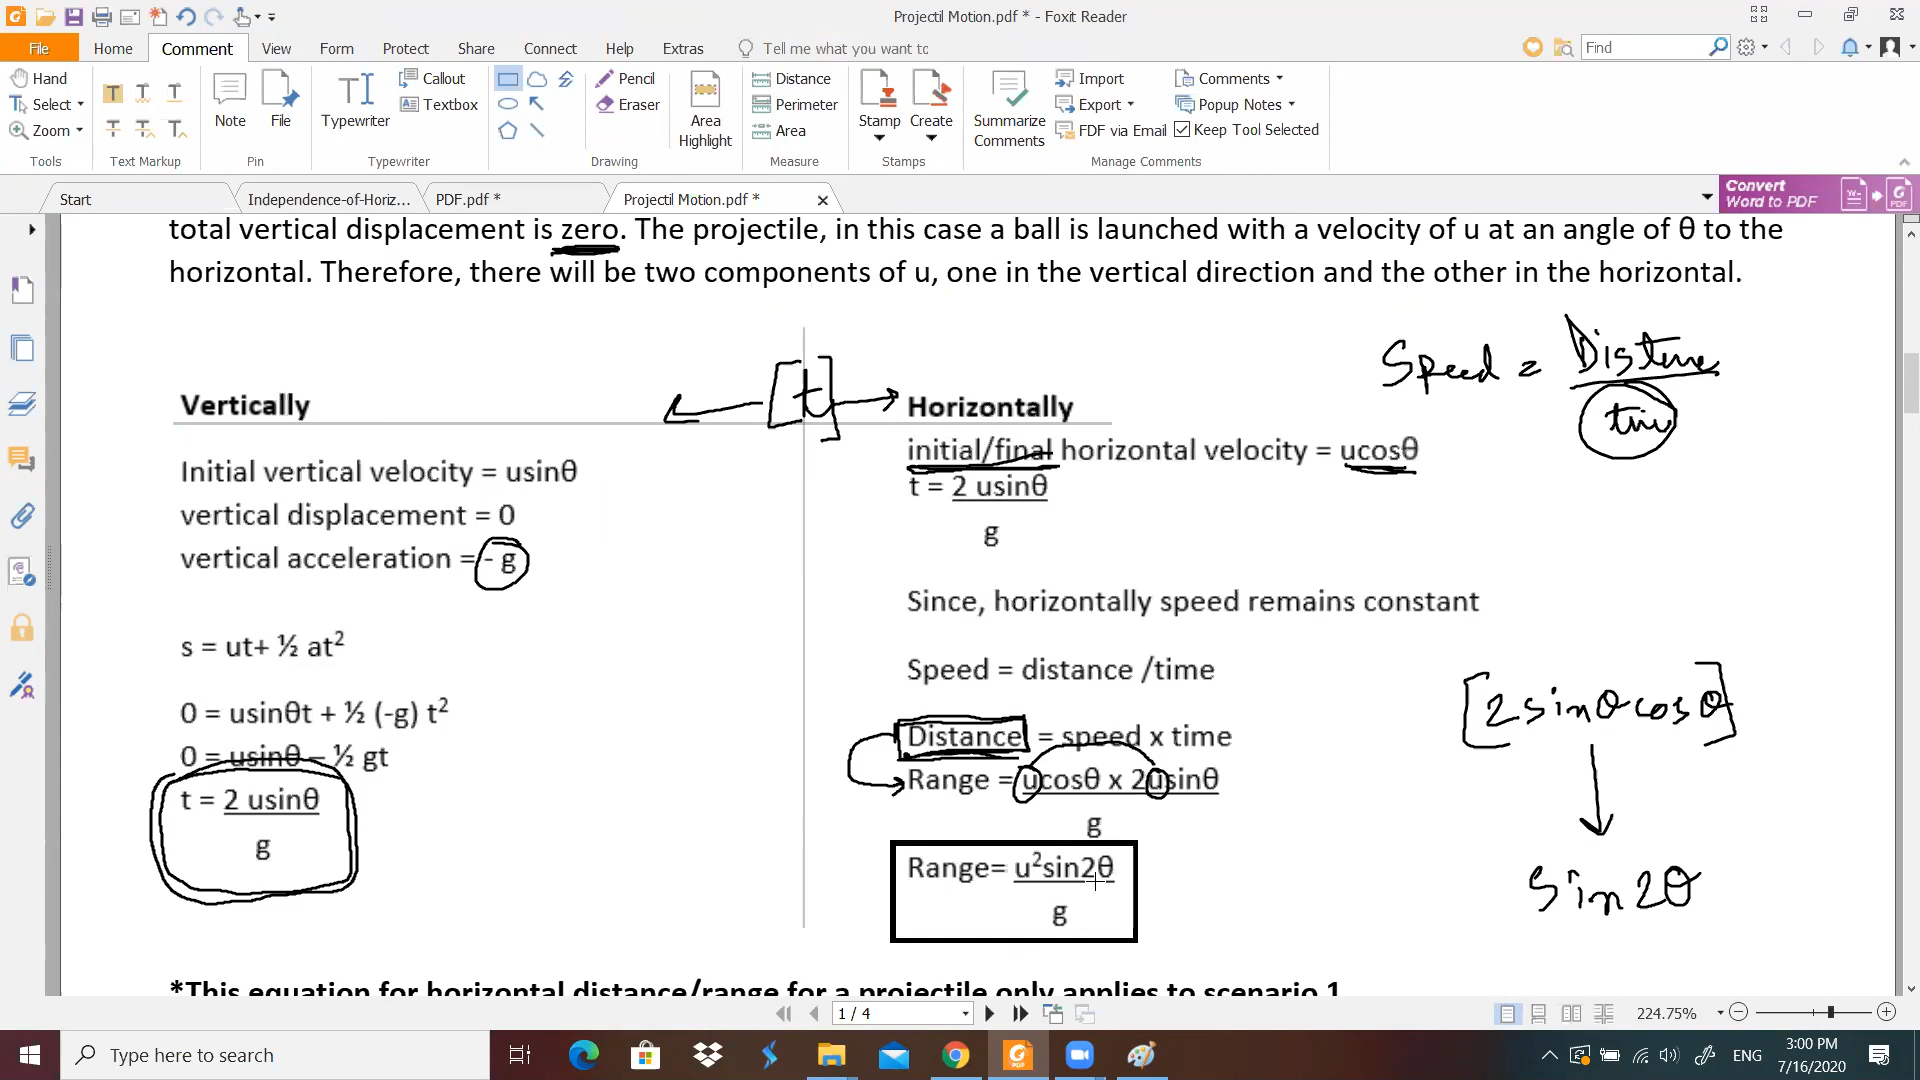 Projectil Motion.pdf * - Foxit Reader
File Home Comment View Form Protect Share Connect Help Extras Tell me what you want to Find
Hand Select Zoom
Tools
Text Markup
Note File
Pin
Typewriter Callout Textbox
Typewriter
Pencil Eraser
Area Highlight
Drawing
Distance Perimeter Area
Measure
Stamp Create
Stamps
Summarize Comments
Import Export FDF via Email
Comments Popup Notes Keep Tool Selected
Manage Comments
Start Independence-of-Horiz... PDF.pdf * Projectil Motion.pdf *
Convert Word to PDF
total vertical displacement is zero. The projectile, in this case a ball is launched with a velocity of u at an angle of θ to the
horizontal. Therefore, there will be two components of u, one in the vertical direction and the other in the horizontal.
Vertically
Initial vertical velocity = usinθ
vertical displacement = 0
vertical acceleration = - g
s = ut+ ½ at²
0 = usinθt + ½ (-g) t²
0 = usinθ – ½ gt
t = 2 usinθ
g
[t]
Horizontally
initial/final horizontal velocity = ucosθ
t = 2 usinθ
g
Since, horizontally speed remains constant
Speed = distance /time
Distance = speed x time
Range = ucosθ x 2usinθ
g
Range= u²sin2θ
g
Speed =
[2sinθcosθ]
Sin2θ
*This equation for horizontal distance/range for a projectile only applies to scenario 1
1 / 4
224.75%
Type here to search
ENG
3:00 PM
7/16/2020